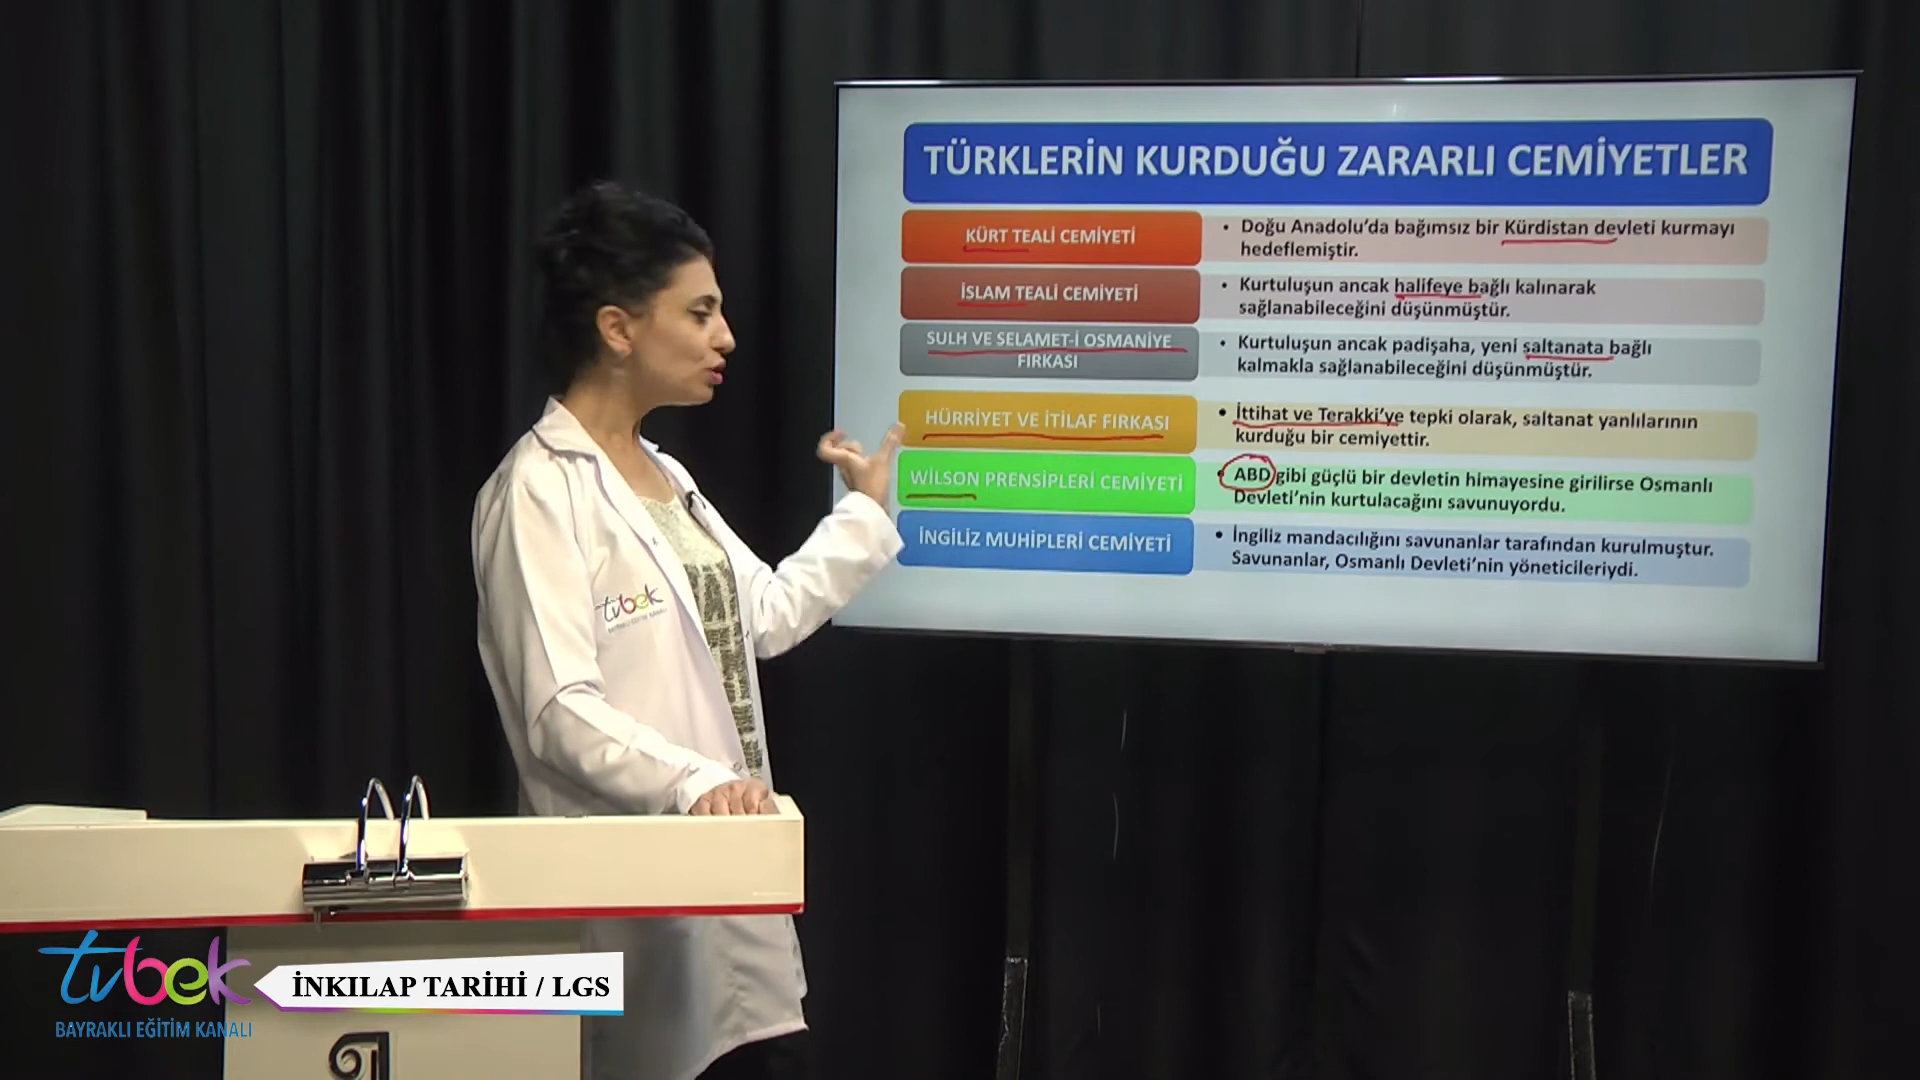 TÜRKLERİN KURDUĞU ZARARLI CEMİYETLER
KÜRT TEALİ CEMİYETİ
• Doğu Anadolu'da bağımsız bir Kürdistan devleti kurmayı
hedeflemiştir.
İSLAM TEALİ CEMİYETİ
• Kurtuluşun ancak halifeye bağlı kalınarak
sağlanabileceğini düşünmüştür.
SULH VE SELAMET-İ OSMANİYE
FIRKASI
• Kurtuluşun ancak padişaha, yeni saltanata bağlı
kalmakla sağlanabileceğini düşünmüştür.
HÜRRİYET VE İTİLAF FIRKASI
• İttihat ve Terakki'ye tepki olarak, saltanat yanlılarının
kurduğu bir cemiyettir.
WİLSON PRENSİPLERİ CEMİYETİ
• ABD gibi güçlü bir devletin himayesine girilirse Osmanlı
Devleti'nin kurtulacağını savunuyordu.
İNGİLİZ MUHİPLERİ CEMİYETİ
• İngiliz mandacılığını savunanlar tarafından kurulmuştur.
Savunanlar, Osmanlı Devleti'nin yöneticileriydi.
tvbek
BAYRAKLI EĞİTİM KANALI
tvbek
BAYRAKLI EĞİTİM KANALI
İNKILAP TARİHİ / LGS